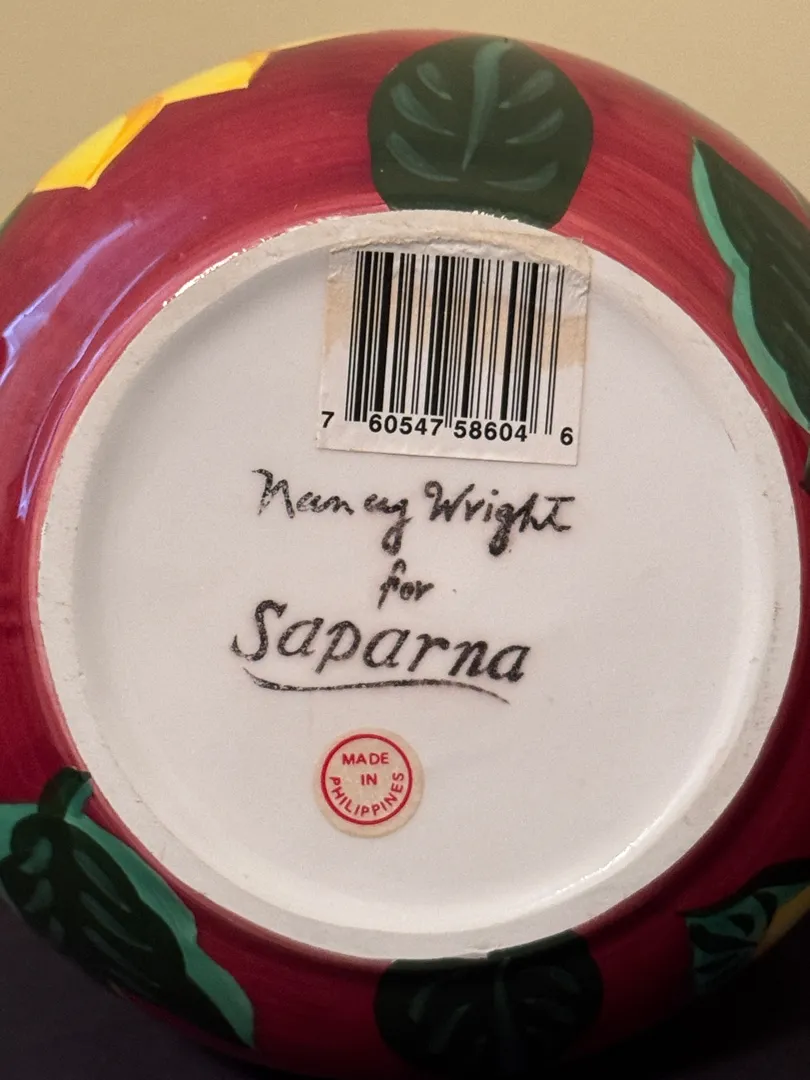 7 60547 58604 6
Nancy Wright
for
Saparna
MADE
IN
PHILIPPINES